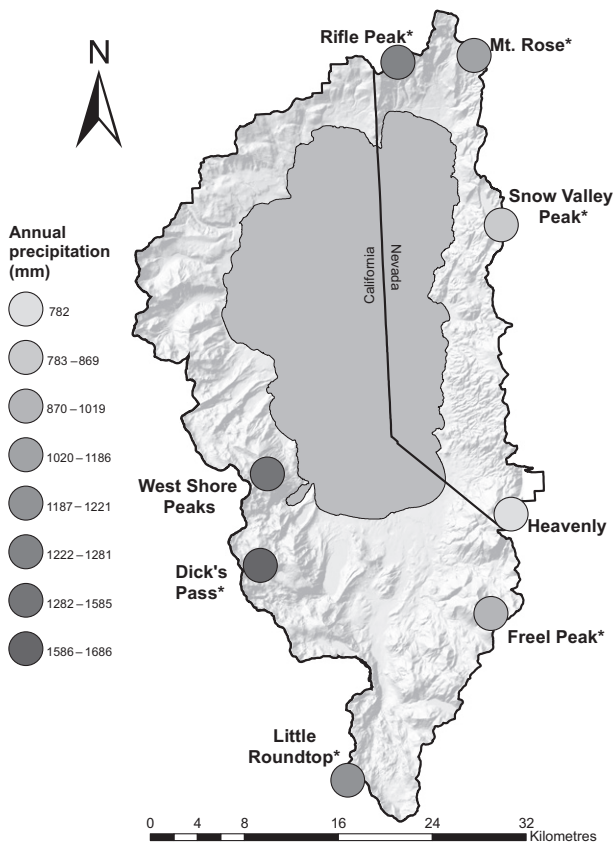 N
Rifle Peak*
Mt. Rose*
Snow Valley
Peak*
Annual
precipitation
(mm)
782
783–869
870–1019
1020–1186
1187–1221
1222–1281
1282–1585
1586–1686
California
Nevada
West Shore
Peaks
Heavenly
Dick's
Pass*
Freel Peak*
Little
Roundtop*
0 4 8 16 24 32
Kilometres